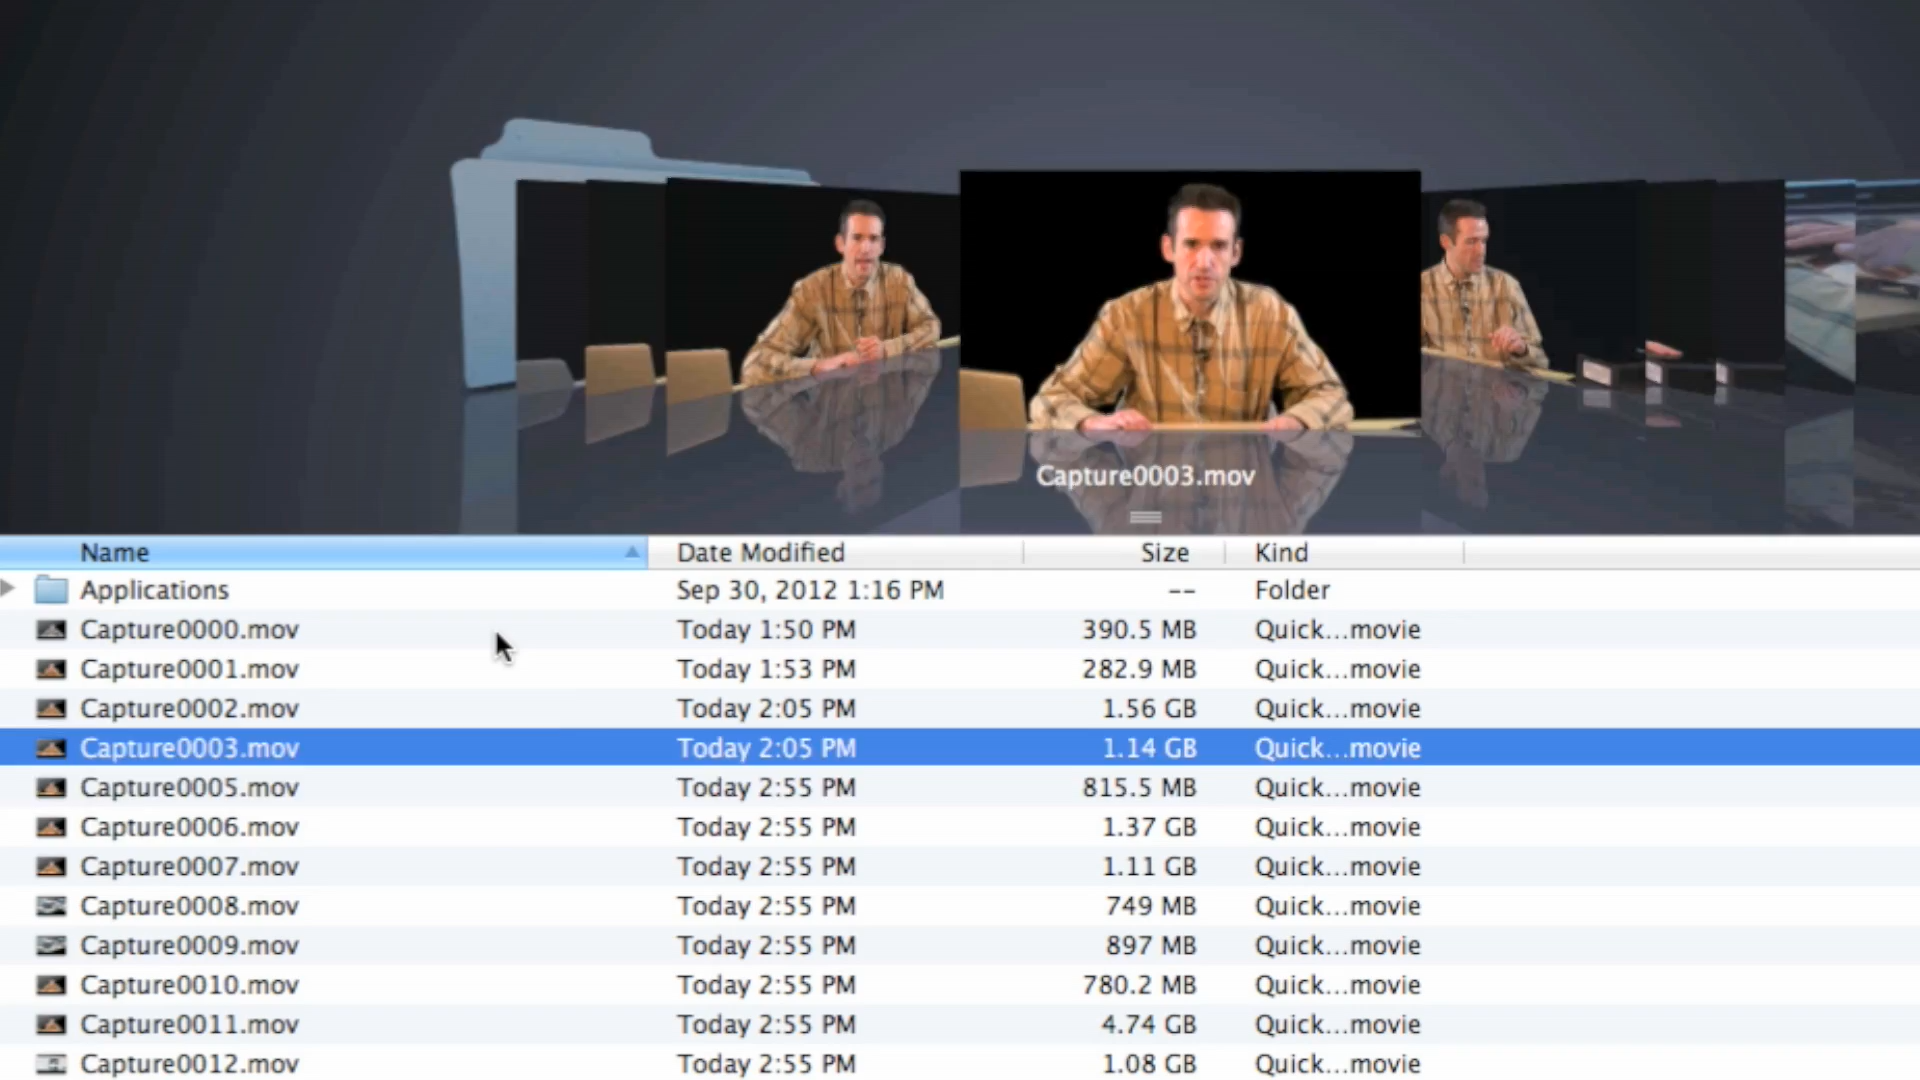 Capture0003.mov
Name Date Modified Size Kind
Applications Sep 30, 2012 1:16 PM -- Folder
Capture0000.mov Today 1:50 PM 390.5 MB Quick...movie
Capture0001.mov Today 1:53 PM 282.9 MB Quick...movie
Capture0002.mov Today 2:05 PM 1.56 GB Quick...movie
Capture0003.mov Today 2:05 PM 1.14 GB Quick...movie
Capture0005.mov Today 2:55 PM 815.5 MB Quick...movie
Capture0006.mov Today 2:55 PM 1.37 GB Quick...movie
Capture0007.mov Today 2:55 PM 1.11 GB Quick...movie
Capture0008.mov Today 2:55 PM 749 MB Quick...movie
Capture0009.mov Today 2:55 PM 897 MB Quick...movie
Capture0010.mov Today 2:55 PM 780.2 MB Quick...movie
Capture0011.mov Today 2:55 PM 4.74 GB Quick...movie
Capture0012.mov Today 2:55 PM 1.08 GB Quick...movie